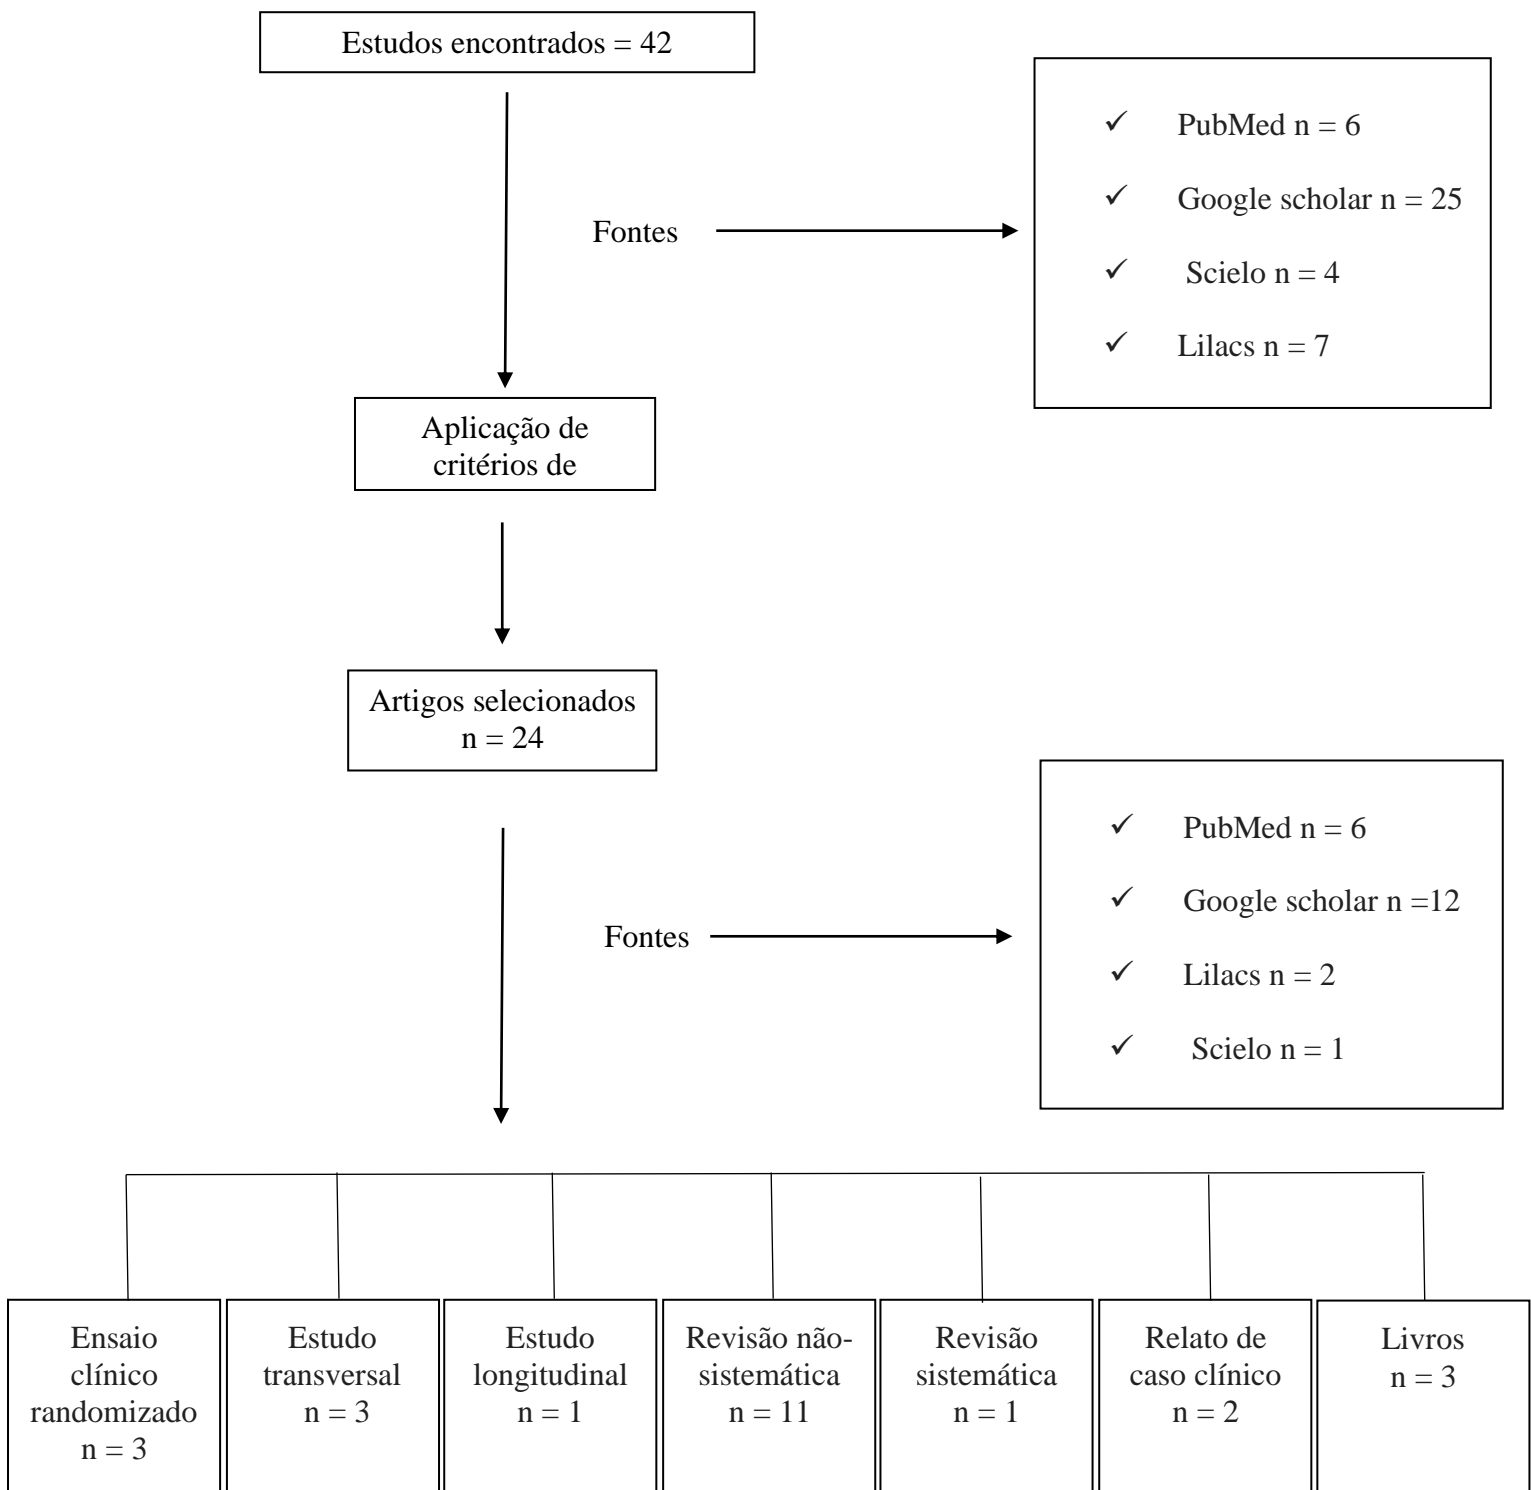 Estudos encontrados = 42
✓ PubMed n = 6
✓ Google scholar n = 25
Fontes
✓ Scielo n = 4
✓ Lilacs n = 7
Aplicação de
critérios de
Artigos selecionados
n = 24
✓ PubMed n = 6
✓ Google scholar n =12
Fontes
✓ Lilacs n = 2
✓ Scielo n = 1
Ensaio
clínico
randomizado
n = 3
Estudo
transversal
n = 3
Estudo
longitudinal
n = 1
Revisão não-
sistemática
n = 11
Revisão
sistemática
n = 1
Relato de
caso clínico
n = 2
Livros
n = 3